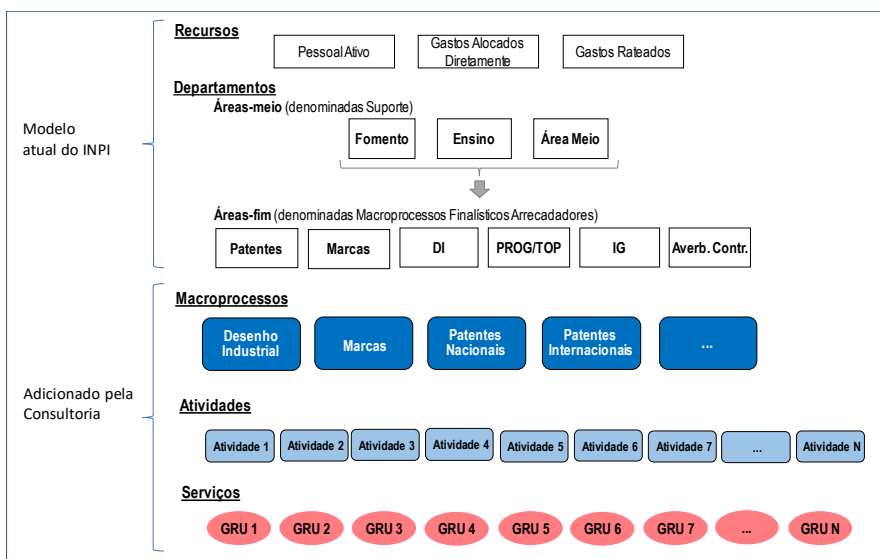 Recursos
Pessoal Ativo
Gastos Alocados
Diretamente
Gastos Rateados
Departamentos
Áreas-meio (denominadas Suporte)
Modelo
atual do INPI
Fomento
Ensino
Área Meio
Áreas-fim (denominadas Macroprocessos Finalísticos Arrecadadores)
Patentes
Marcas
DI
PROG/TOP
IG
Averb. Contr.
Macroprocessos
Desenho
Industrial
Marcas
Patentes
Nacionais
Patentes
Internacionais
...
Adicionado pela
Consultoria
Atividades
Atividade 1
Atividade 2
Atividade 3
Atividade 4
Atividade 5
Atividade 6
Atividade 7
...
Atividade N
Serviços
GRU 1
GRU 2
GRU 3
GRU 4
GRU 5
GRU 6
GRU 7
...
GRU N